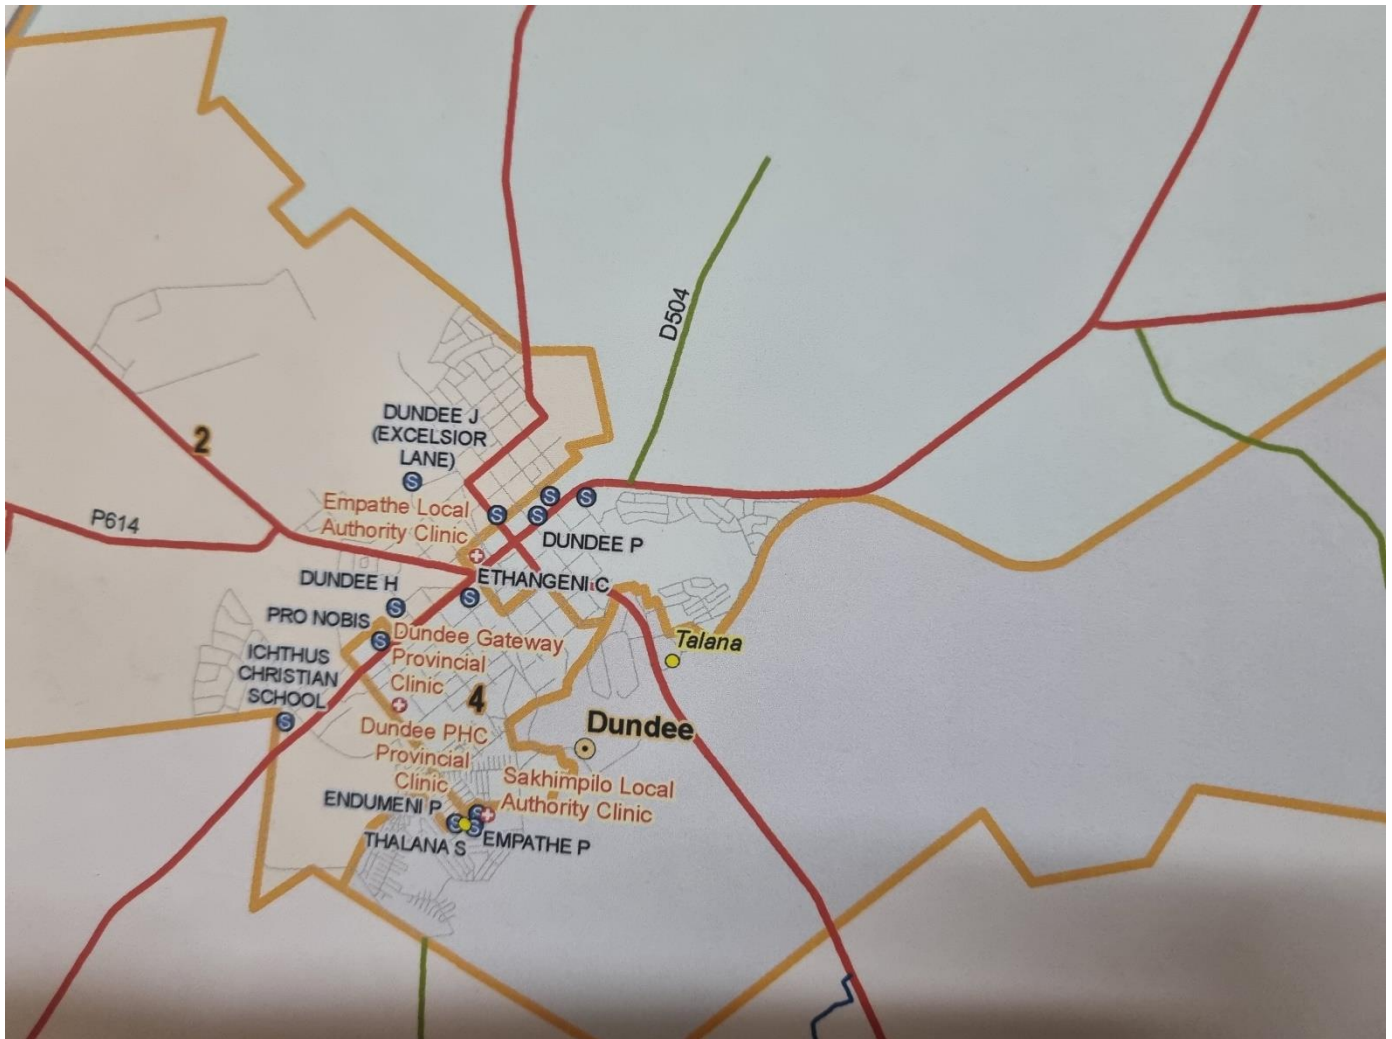 D504
DUNDEE J
(EXCELSIOR
LANE)
2
Empathe Local
Authority Clinic
P614
DUNDEE P
DUNDEE H
ETHANGENI C
PRO NOBIS
Dundee Gateway
Provincial
Clinic
Talana
ICHTHUS
CHRISTIAN
SCHOOL
4
Dundee
Dundee PHC
Provincial
Clinic
Sakhimpilo Local
Authority Clinic
ENDUMENI P
THALANA S
EMPATHE P
S
S
S
S
S
S
S
S
S
S
S